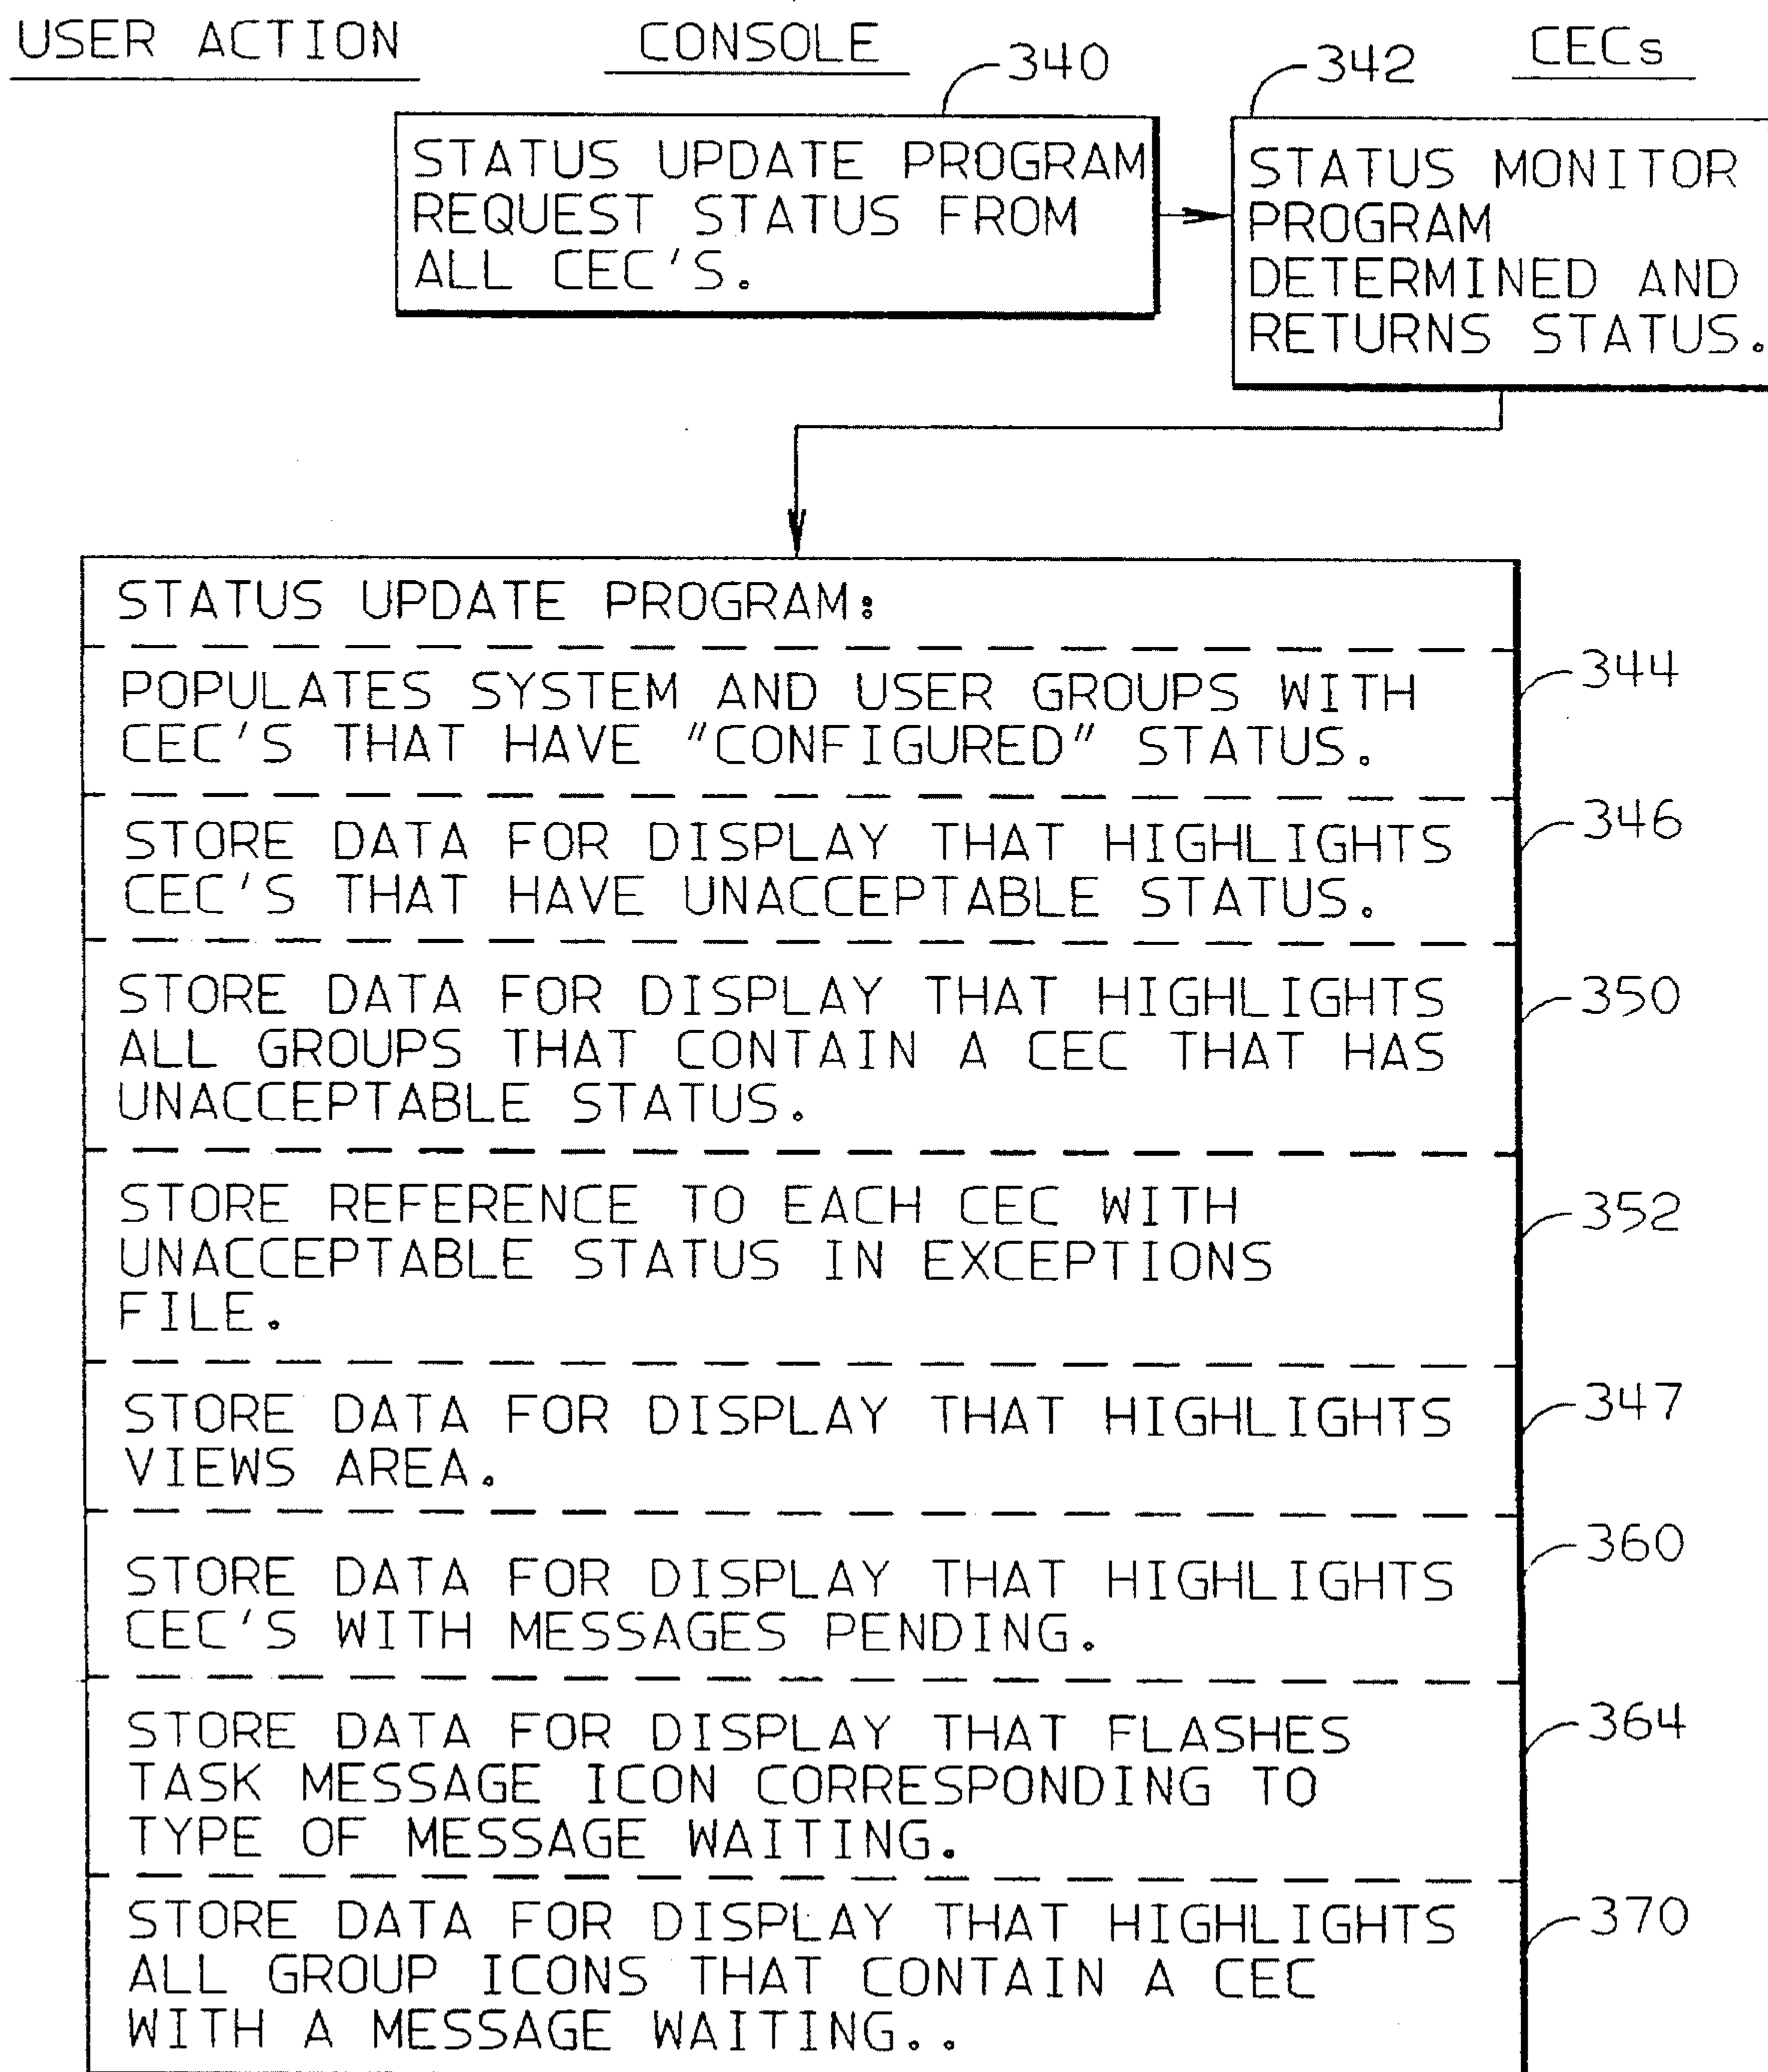 USER ACTION
CONSOLE
CECs
340
342
STATUS UPDATE PROGRAM
REQUEST STATUS FROM
ALL CEC'S.
STATUS MONITOR
PROGRAM
DETERMINED AND
RETURNS STATUS.
STATUS UPDATE PROGRAM:
344
POPULATES SYSTEM AND USER GROUPS WITH
CEC'S THAT HAVE "CONFIGURED" STATUS.
346
STORE DATA FOR DISPLAY THAT HIGHLIGHTS
CEC'S THAT HAVE UNACCEPTABLE STATUS.
350
STORE DATA FOR DISPLAY THAT HIGHLIGHTS
ALL GROUPS THAT CONTAIN A CEC THAT HAS
UNACCEPTABLE STATUS.
352
STORE REFERENCE TO EACH CEC WITH
UNACCEPTABLE STATUS IN EXCEPTIONS
FILE.
347
STORE DATA FOR DISPLAY THAT HIGHLIGHTS
VIEWS AREA.
360
STORE DATA FOR DISPLAY THAT HIGHLIGHTS
CEC'S WITH MESSAGES PENDING.
364
STORE DATA FOR DISPLAY THAT FLASHES
TASK MESSAGE ICON CORRESPONDING TO
TYPE OF MESSAGE WAITING.
370
STORE DATA FOR DISPLAY THAT HIGHLIGHTS
ALL GROUP ICONS THAT CONTAIN A CEC
WITH A MESSAGE WAITING..